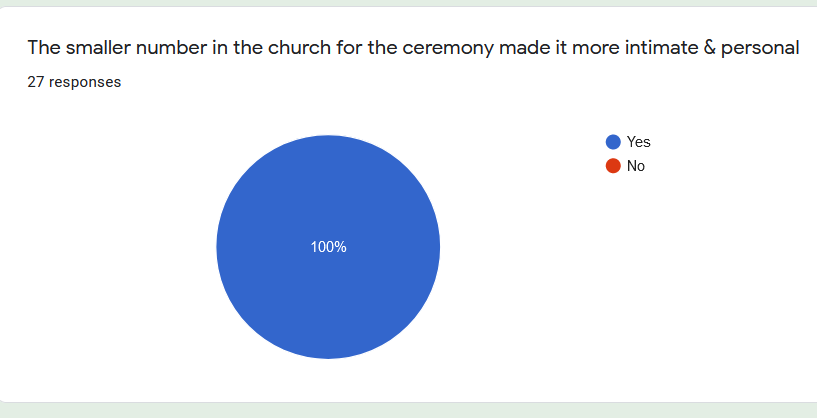 The smaller number in the church for the ceremony made it more intimate & personal
27 responses
Yes
No
100%